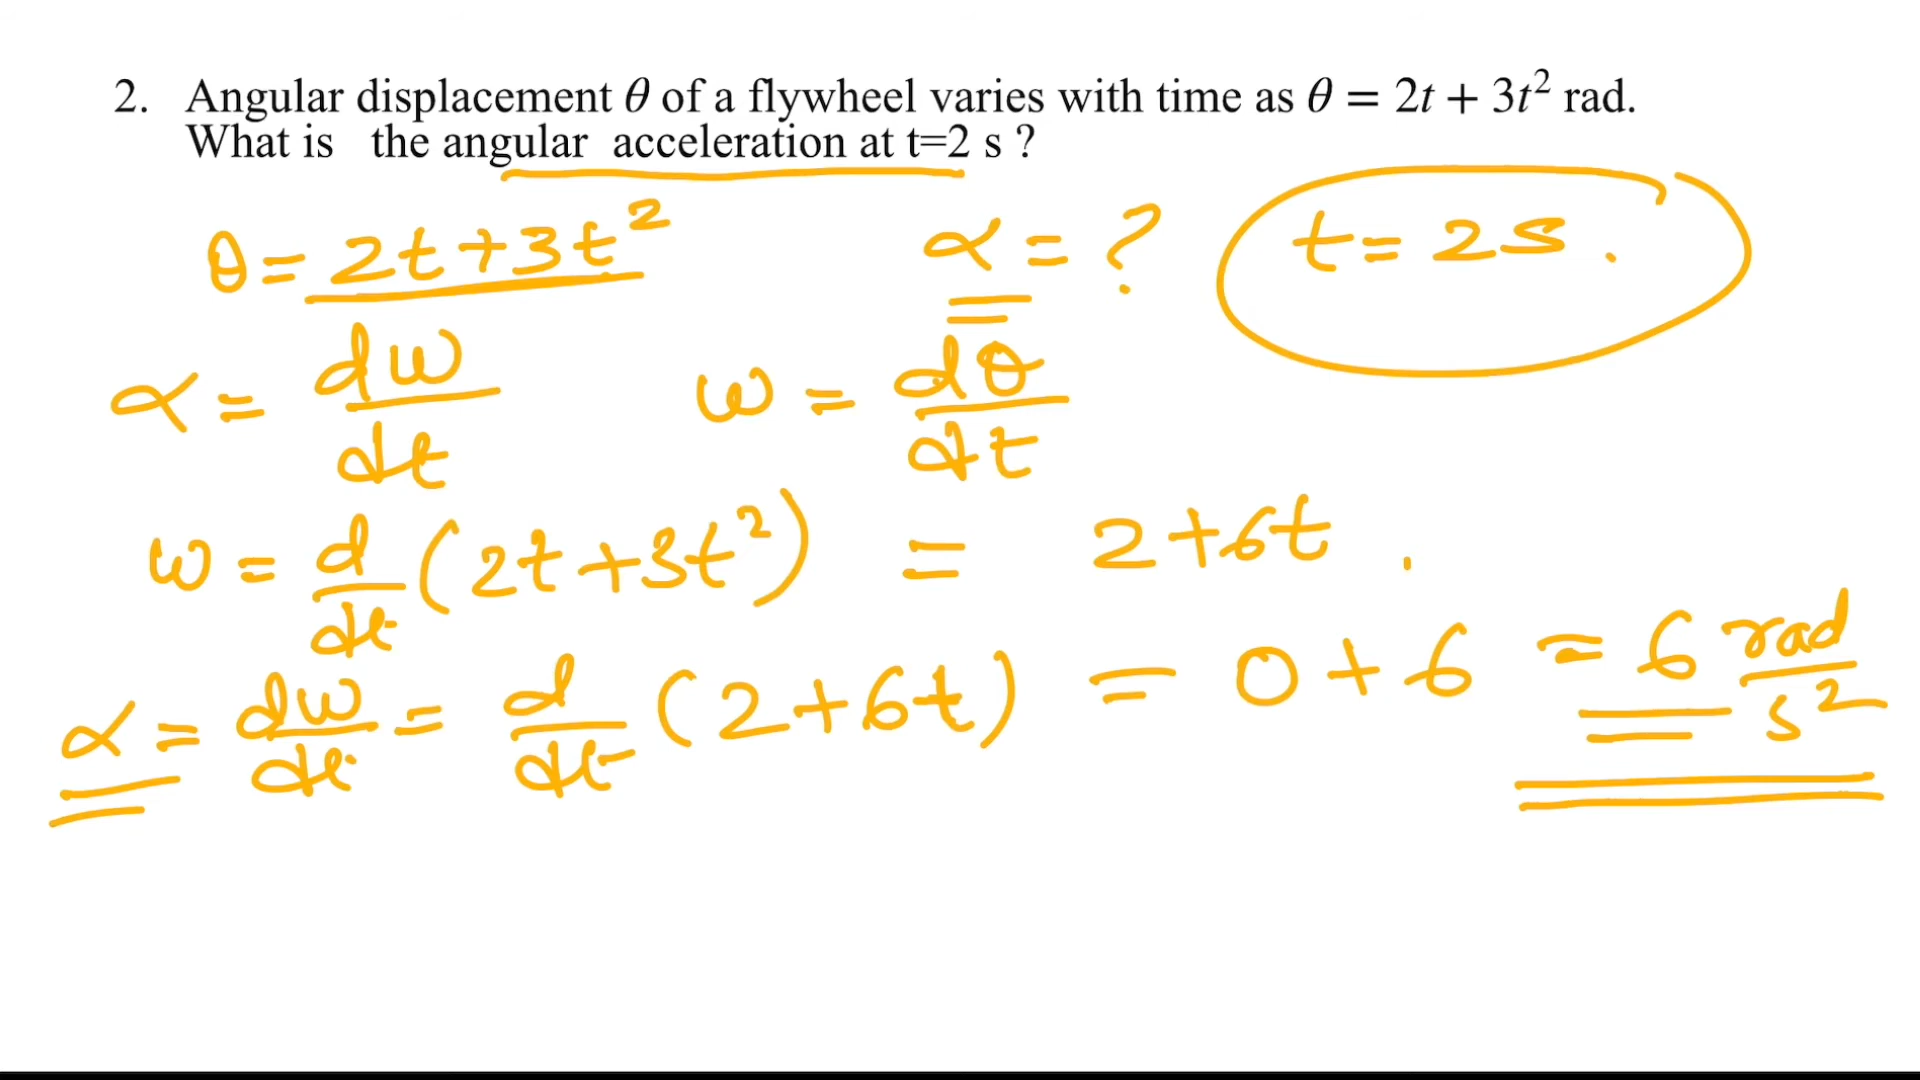 2. Angular displacement θ of a flywheel varies with time as θ = 2t + 3t² rad.
What is the angular acceleration at t=2 s ?
θ = 2t+3t² α = ? t = 2s.
α = dω/dt ω = dθ/dt
ω = d/dt (2t+3t²) = 2+6t.
α = dω/dt = d/dt (2+6t) = 0+6 = 6 rad/s²